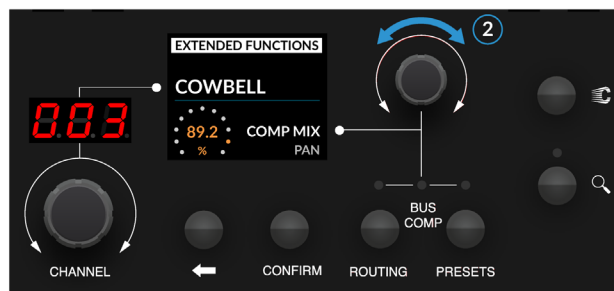 EXTENDED FUNCTIONS
2
COWBELL
003
89.2
%
COMP MIX
PAN
BUS
COMP
CHANNEL
CONFIRM
ROUTING
PRESETS